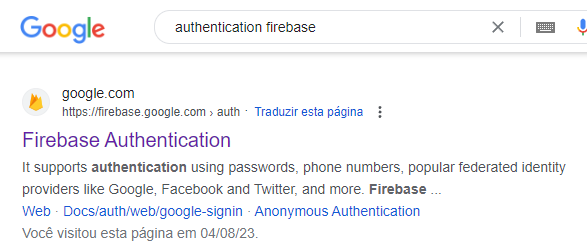 Google
authentication firebase
google.com
https://firebase.google.com › auth · Traduzir esta página
Firebase Authentication
It supports authentication using passwords, phone numbers, popular federated identity
providers like Google, Facebook and Twitter, and more. Firebase ...
Web · Docs/auth/web/google-signin · Anonymous Authentication
Você visitou esta página em 04/08/23.